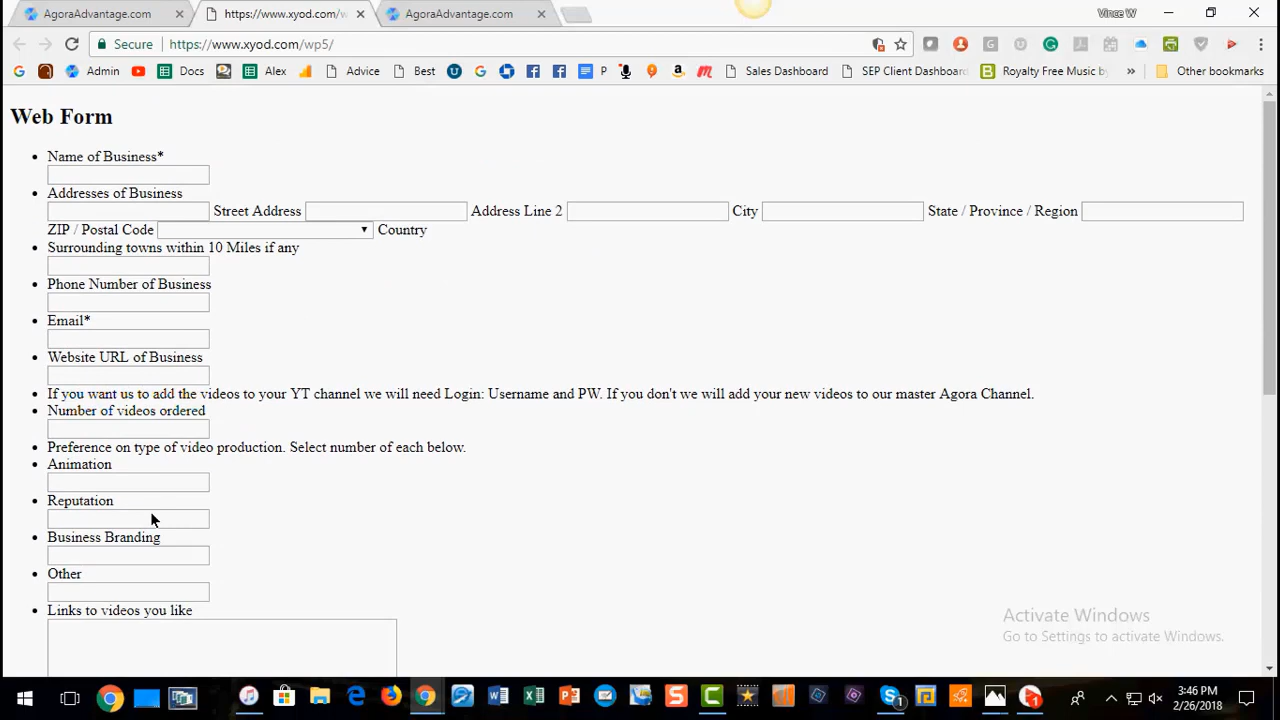 AgoraAdvantage.com
https://www.xyod.com/w
AgoraAdvantage.com
Vince W
Secure
https://www.xyod.com/wp5/
Admin
Docs
Alex
Advice
Best
P
Sales Dashboard
SEP Client Dashboard
Royalty Free Music by
Other bookmarks
Web Form
Name of Business*
Addresses of Business
Street Address Address Line 2 City State / Province / Region
ZIP / Postal Code Country
Surrounding towns within 10 Miles if any
Phone Number of Business
Email*
Website URL of Business
If you want us to add the videos to your YT channel we will need Login: Username and PW. If you don't we will add your new videos to our master Agora Channel.
Number of videos ordered
Preference on type of video production. Select number of each below.
Animation
Reputation
Business Branding
Other
Links to videos you like
Activate Windows
Go to Settings to activate Windows.
3:46 PM
2/26/2018